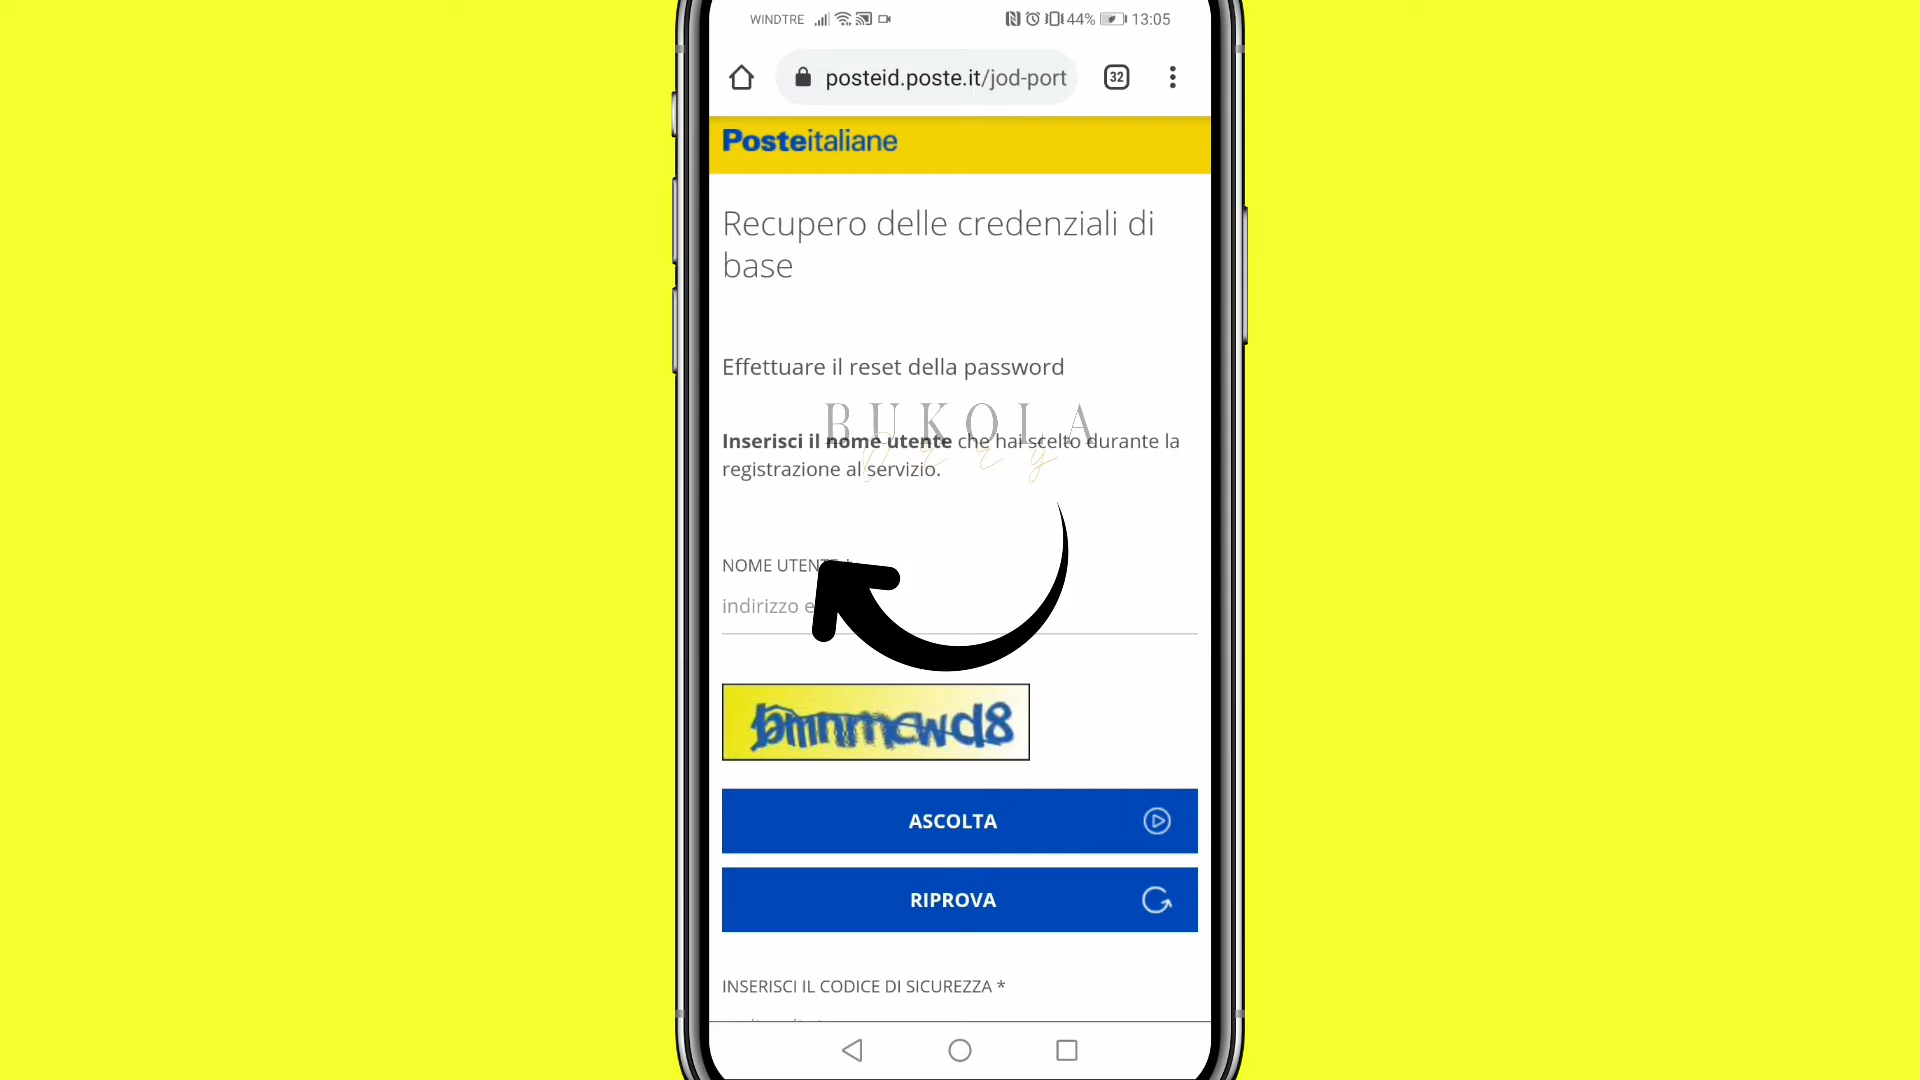 WINDTRE 44% 13:05
posteid.poste.it/jod-port 32
Posteitaliane
Recupero delle credenziali di
base
Effettuare il reset della password
BUKOLA
Inserisci il nome utente che hai scelto durante la
registrazione al servizio.
NOME UTENTE
indirizzo e
bmnmcwd8
ASCOLTA
RIPROVA
INSERISCI IL CODICE DI SICUREZZA *